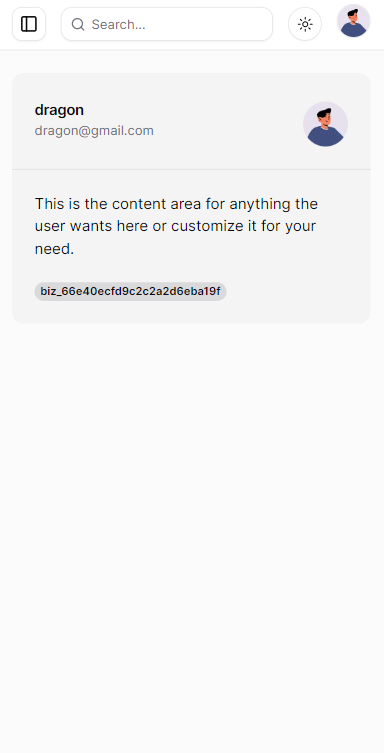 Search...
dragon
dragon@gmail.com
This is the content area for anything the
user wants here or customize it for your
need.
biz_66e40ecfd9c2c2a2d6eba19f